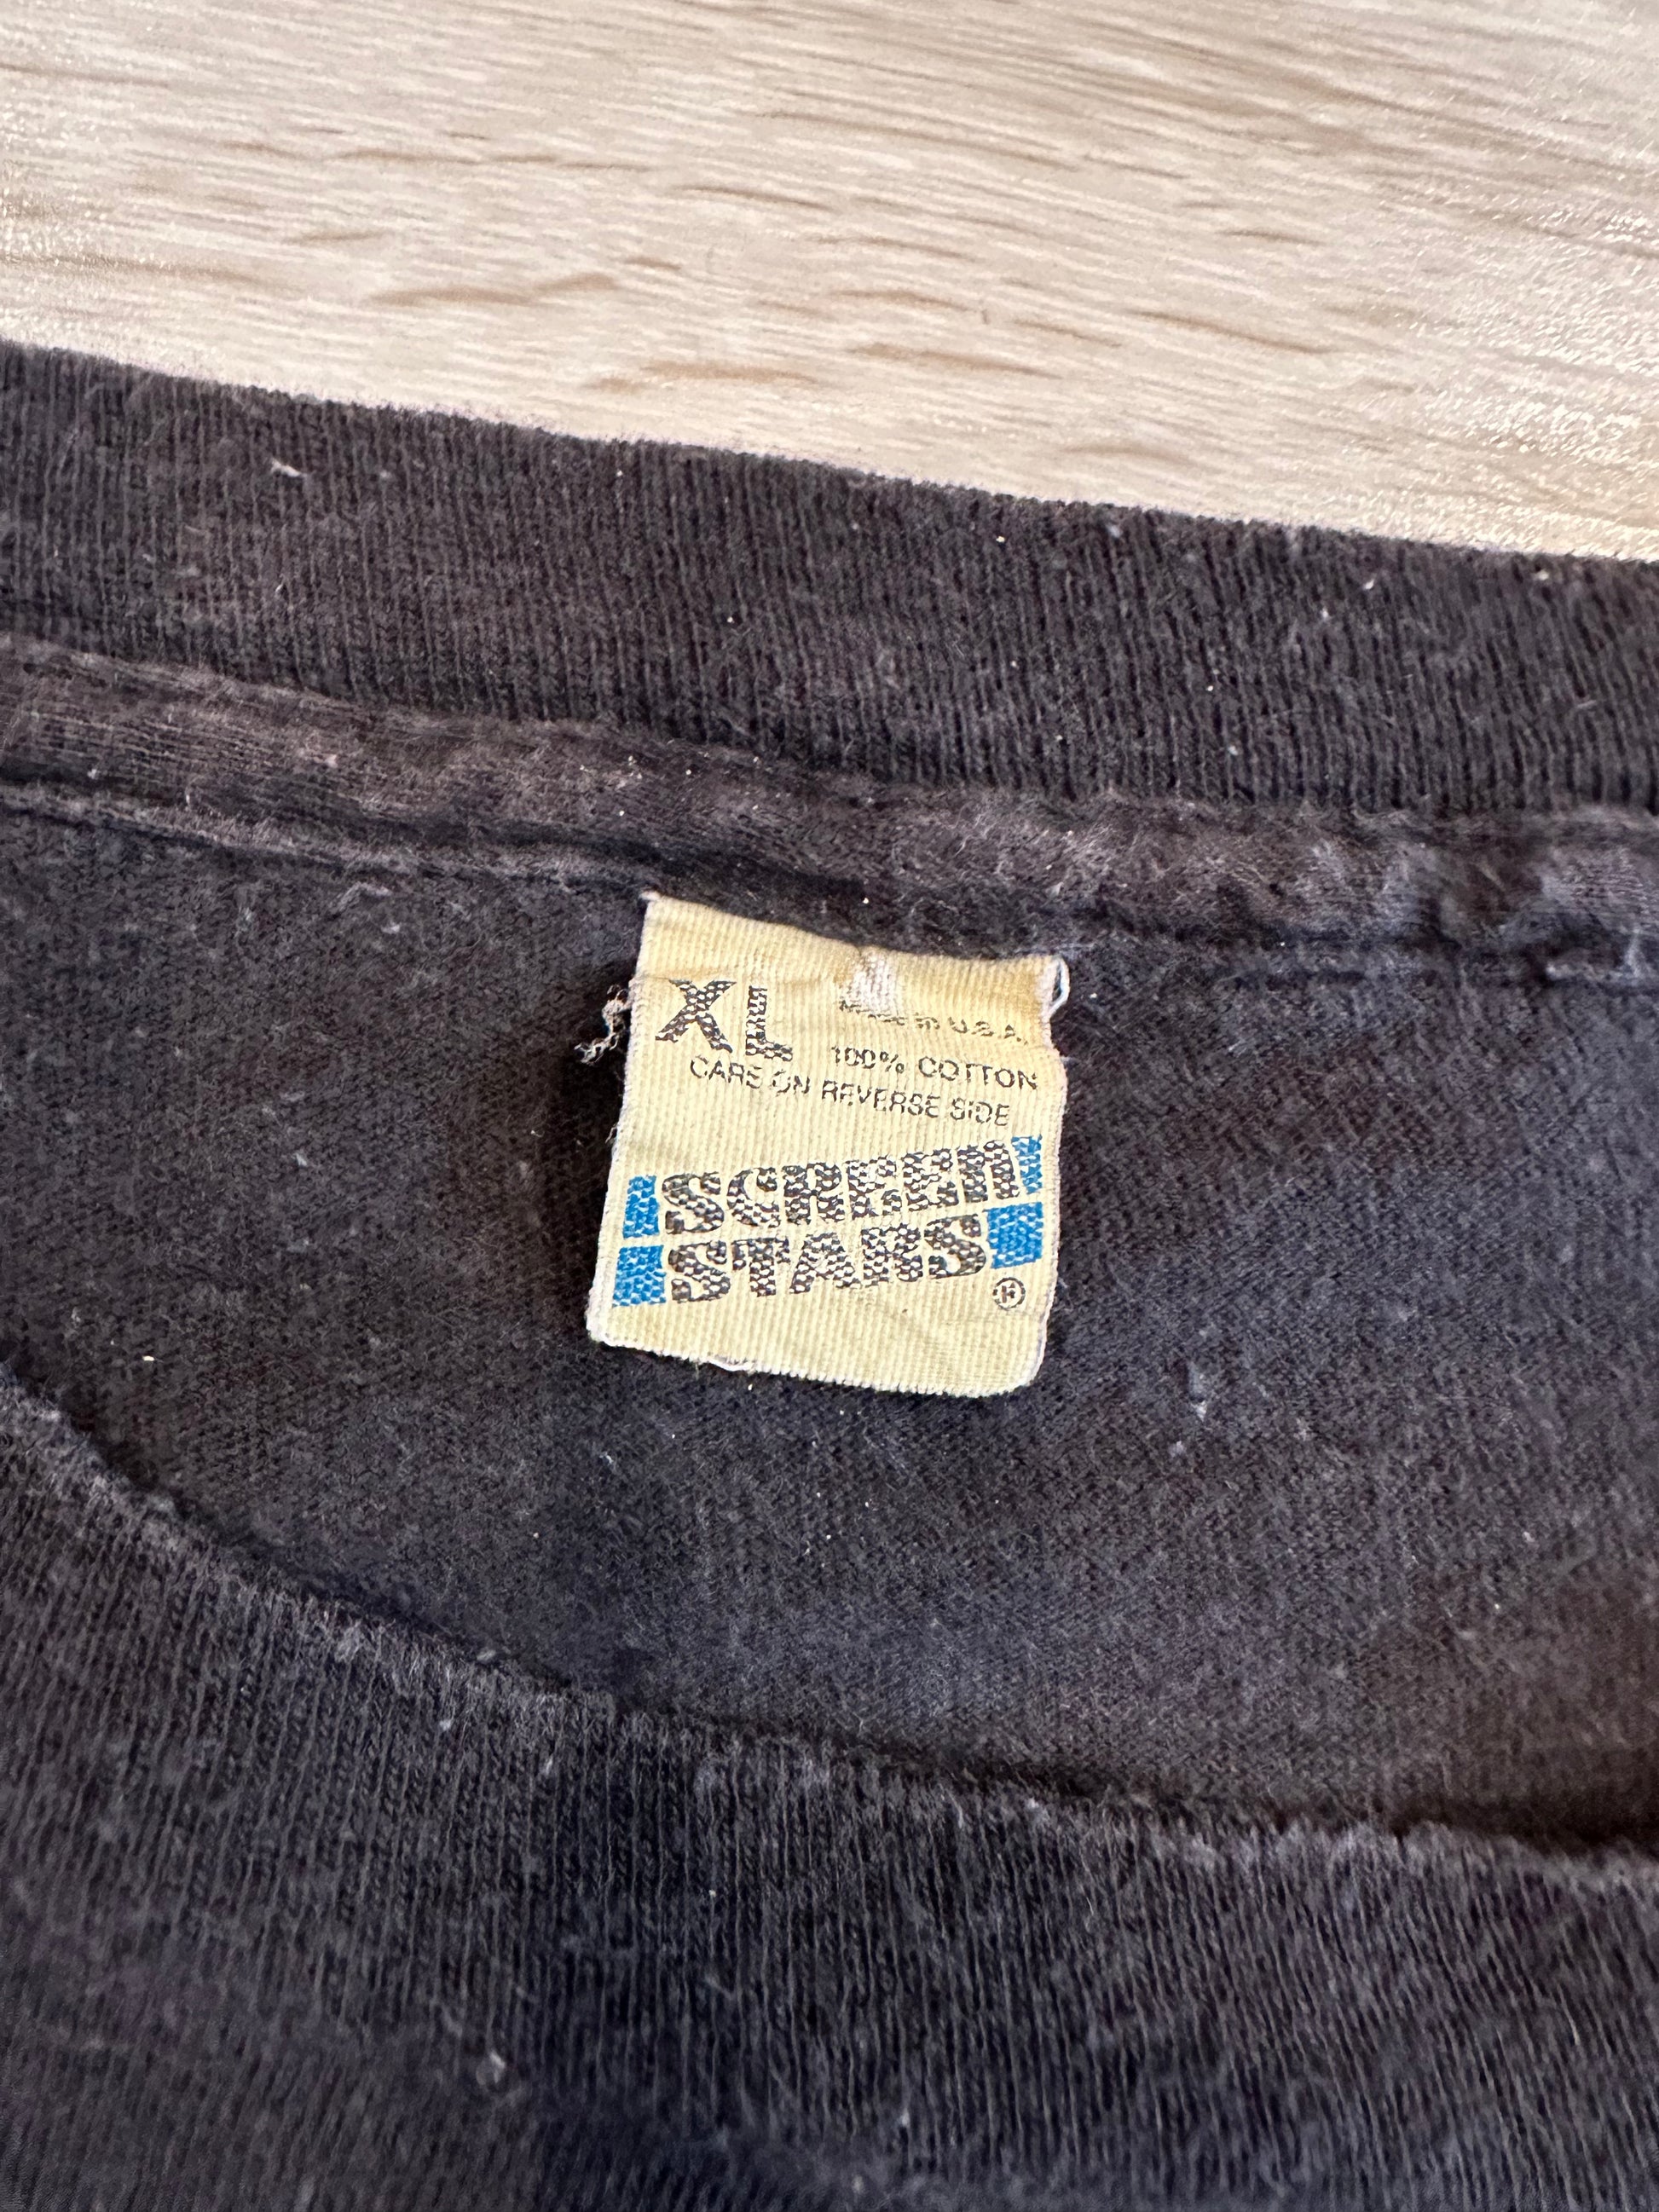 XL MADE IN U.S.A.
100% COTTON
CARE ON REVERSE SIDE
SCREEN
STARS
®